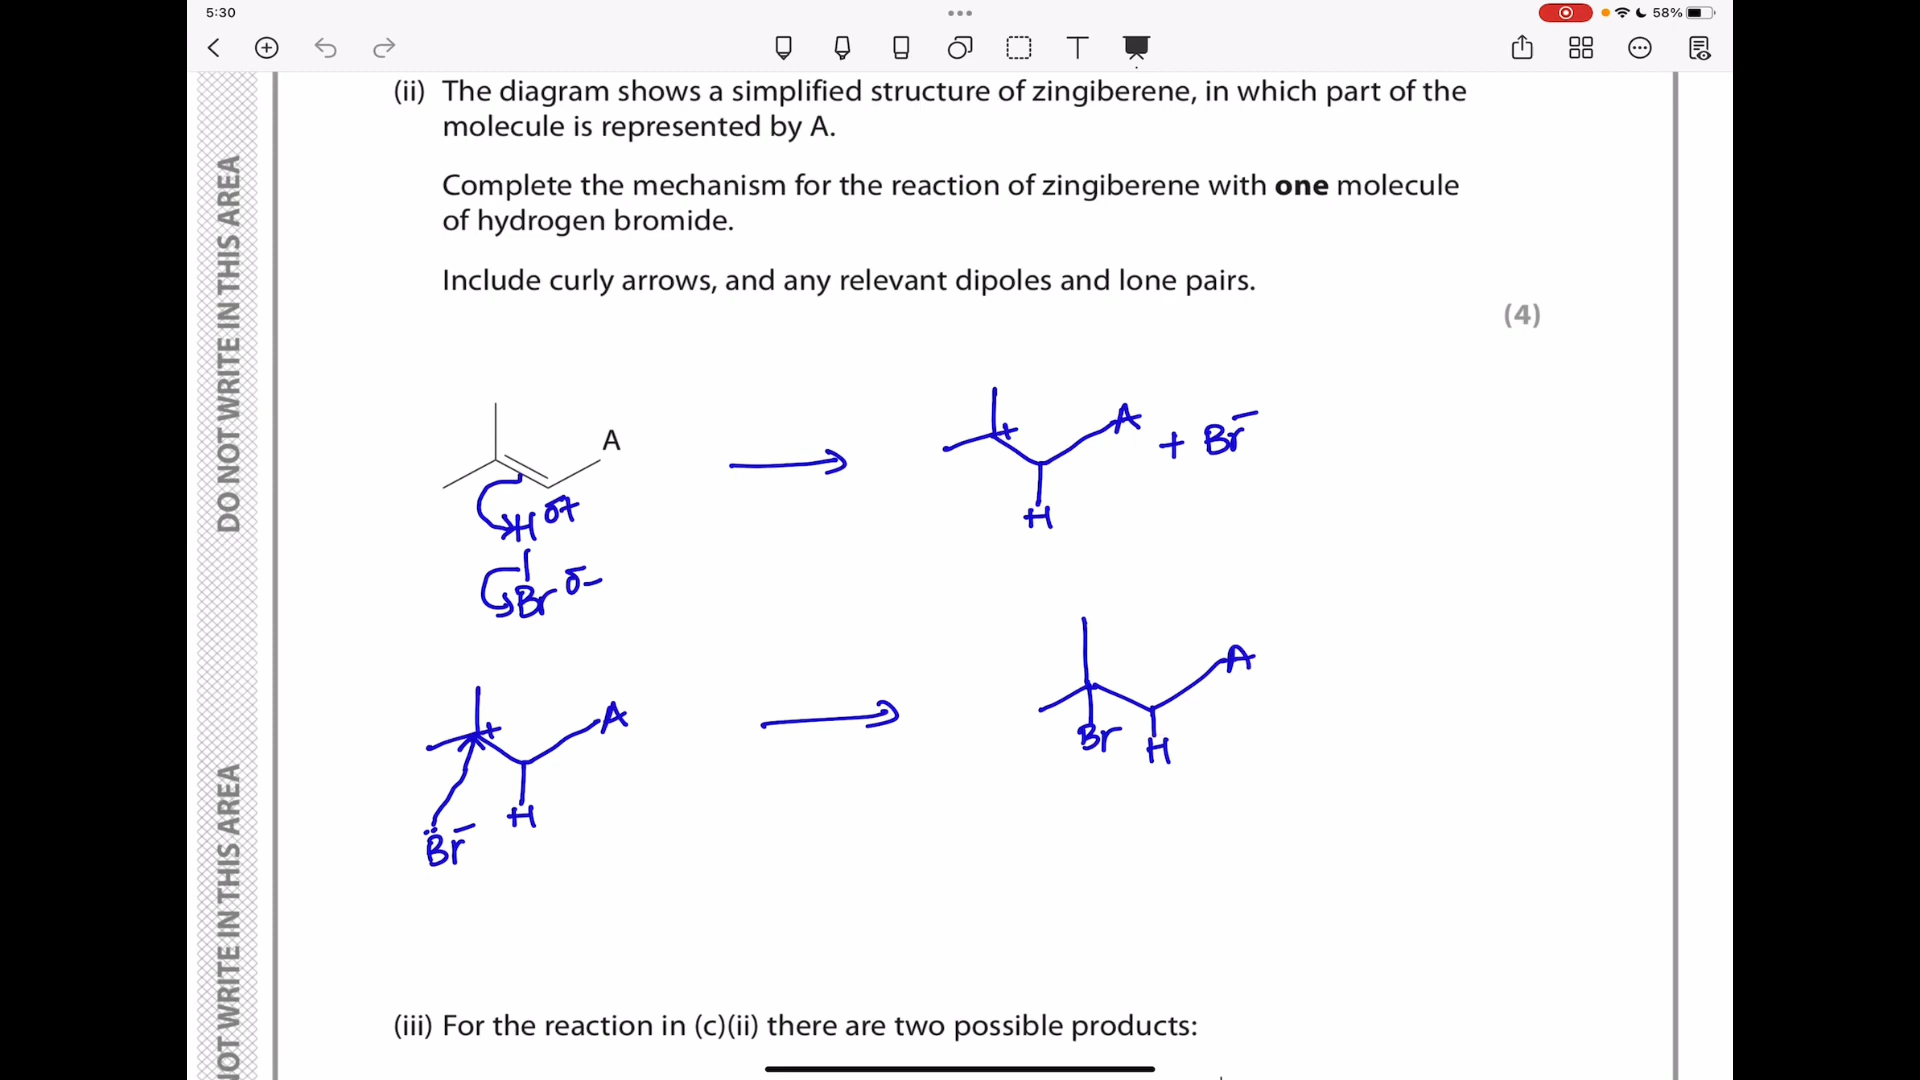 5:30
58%
(ii) The diagram shows a simplified structure of zingiberene, in which part of the
molecule is represented by A.
Complete the mechanism for the reaction of zingiberene with one molecule
of hydrogen bromide.
Include curly arrows, and any relevant dipoles and lone pairs.
(4)
DO NOT WRITE IN THIS AREA
A
H δ+
Br δ-
+
A
H
+ Br⁻
+
A
H
:Br⁻
A
Br
H
NOT WRITE IN THIS AREA
(iii) For the reaction in (c)(ii) there are two possible products: